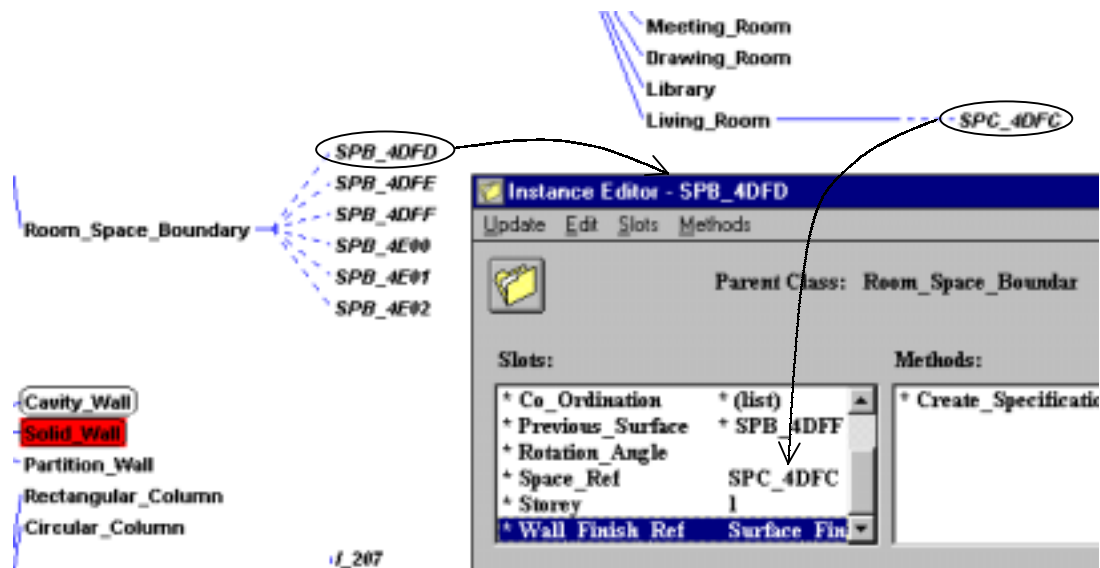 Meeting_Room
Drawing_Room
Library
Living_Room
SPC_4DFC
SPB_4DFD
SPB_4DFE
SPB_4DFF
Room_Space_Boundary
SPB_4E00
SPB_4E01
SPB_4E02
Instance Editor - SPB_4DFD
Update Edit Slots Methods
Parent Class: Room_Space_Boundar
Slots:
Methods:
* Co_Ordination * (list)
* Previous_Surface * SPB_4DFF
* Rotation_Angle
* Space_Ref SPC_4DFC
* Storey 1
* Wall_Finish_Ref Surface_Fin
* Create_Specificatio
Cavity_Wall
Solid_Wall
Partition_Wall
Rectangular_Column
Circular_Column
I_207